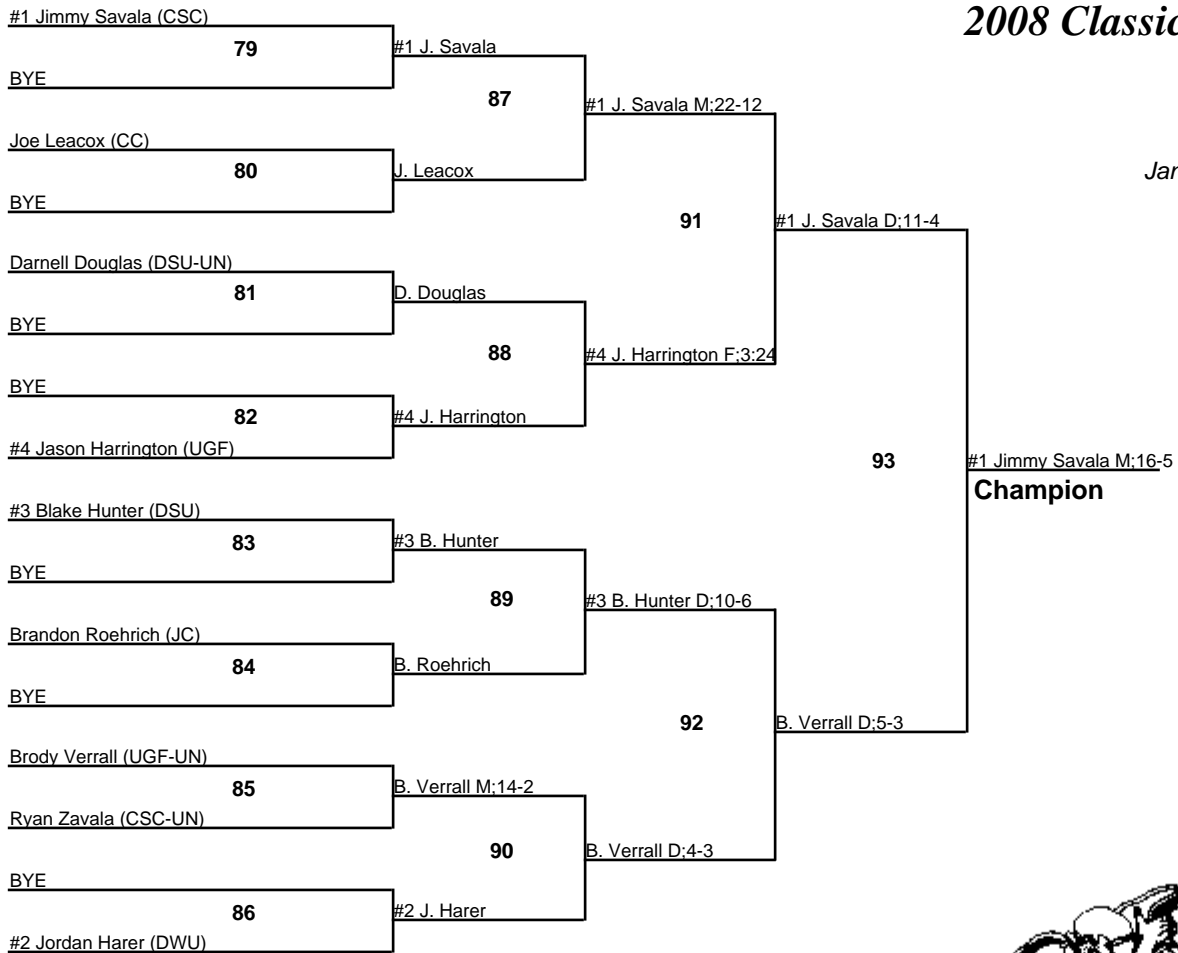 #1 Jimmy Savala (CSC)
2008 Classic
79
#1 J. Savala
BYE
87
#1 J. Savala M;22-12
Joe Leacox (CC)
80
J. Leacox
Jan
BYE
91
#1 J. Savala D;11-4
Darnell Douglas (DSU-UN)
81
D. Douglas
BYE
88
#4 J. Harrington F;3:24
BYE
82
#4 J. Harrington
#4 Jason Harrington (UGF)
93
#1 Jimmy Savala M;16-5
Champion
#3 Blake Hunter (DSU)
83
#3 B. Hunter
BYE
89
#3 B. Hunter D;10-6
Brandon Roehrich (JC)
84
B. Roehrich
BYE
92
B. Verrall D;5-3
Brody Verrall (UGF-UN)
85
B. Verrall M;14-2
Ryan Zavala (CSC-UN)
90
B. Verrall D;4-3
BYE
86
#2 J. Harer
#2 Jordan Harer (DWU)